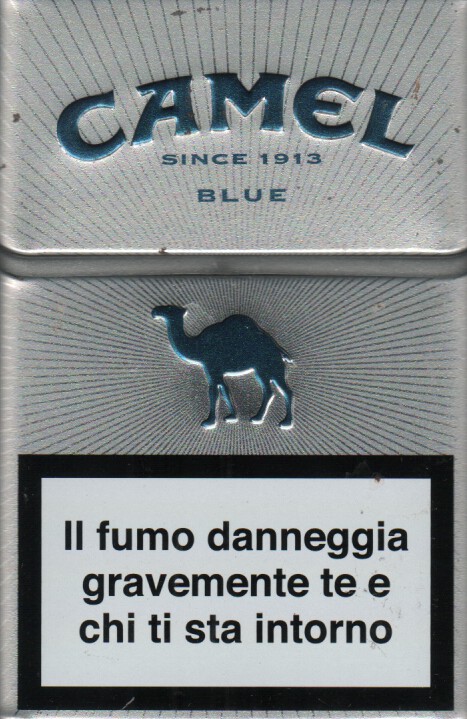 CAMEL
SINCE 1913
BLUE
Il fumo danneggia
gravemente te e
chi ti sta intorno